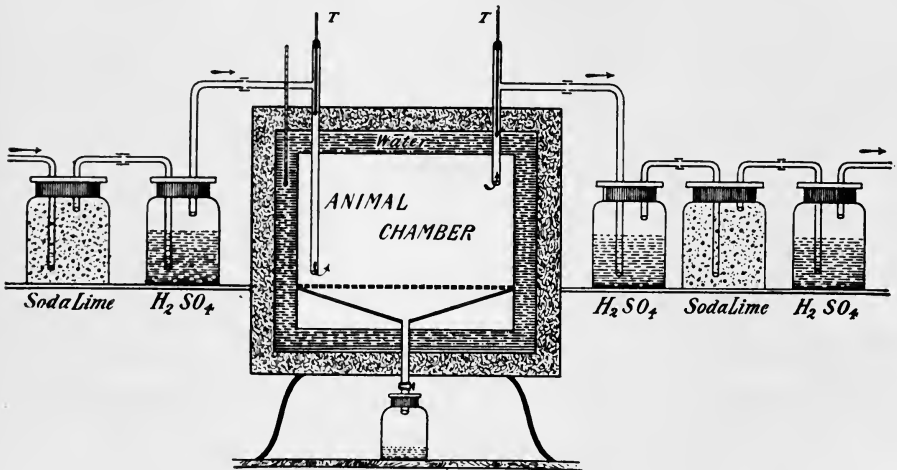 T
T
Water
ANIMAL
CHAMBER
Soda Lime
H₂ SO₄
H₂ SO₄
Soda Lime
H₂ SO₄